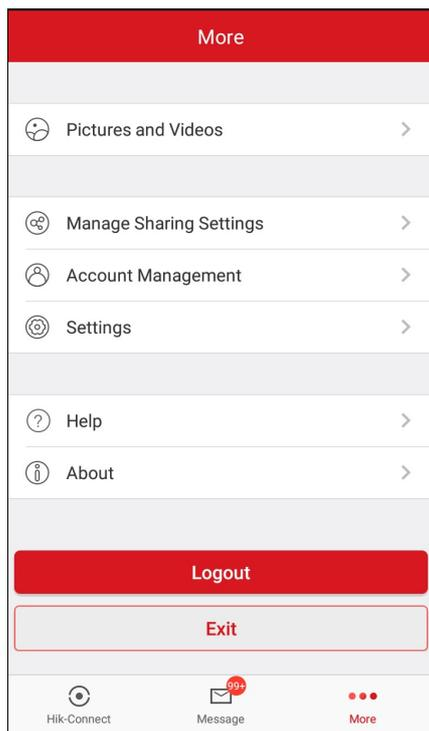 More
Pictures and Videos
Manage Sharing Settings
Account Management
Settings
Help
About
Logout
Exit
99+
Hik-Connect
Message
More